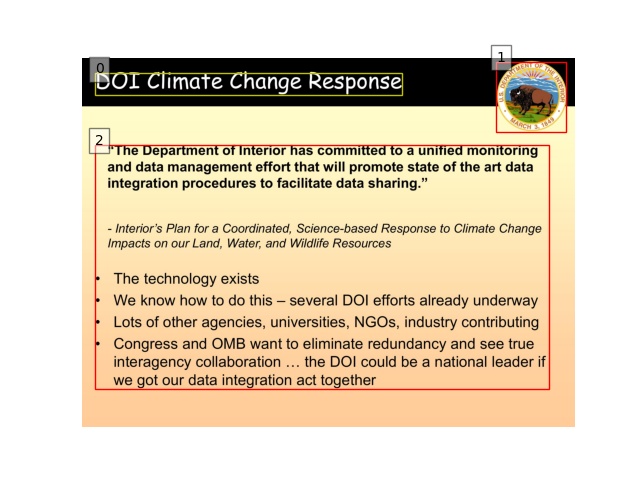 0
DOI Climate Change Response
1
U.S. DEPARTMENT OF THE INTERIOR
MARCH 3, 1849
2
"The Department of Interior has committed to a unified monitoring
and data management effort that will promote state of the art data
integration procedures to facilitate data sharing.”
- Interior’s Plan for a Coordinated, Science-based Response to Climate Change
Impacts on our Land, Water, and Wildlife Resources
• The technology exists
• We know how to do this – several DOI efforts already underway
• Lots of other agencies, universities, NGOs, industry contributing
• Congress and OMB want to eliminate redundancy and see true
interagency collaboration … the DOI could be a national leader if
we got our data integration act together